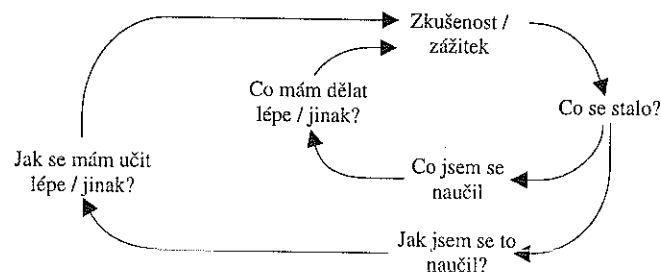 Zkušenost /
zážitek
Co mám dělat
lépe / jinak?
Co se stalo?
Jak se mám učit
lépe / jinak?
Co jsem se
naučil
Jak jsem se to
naučil?